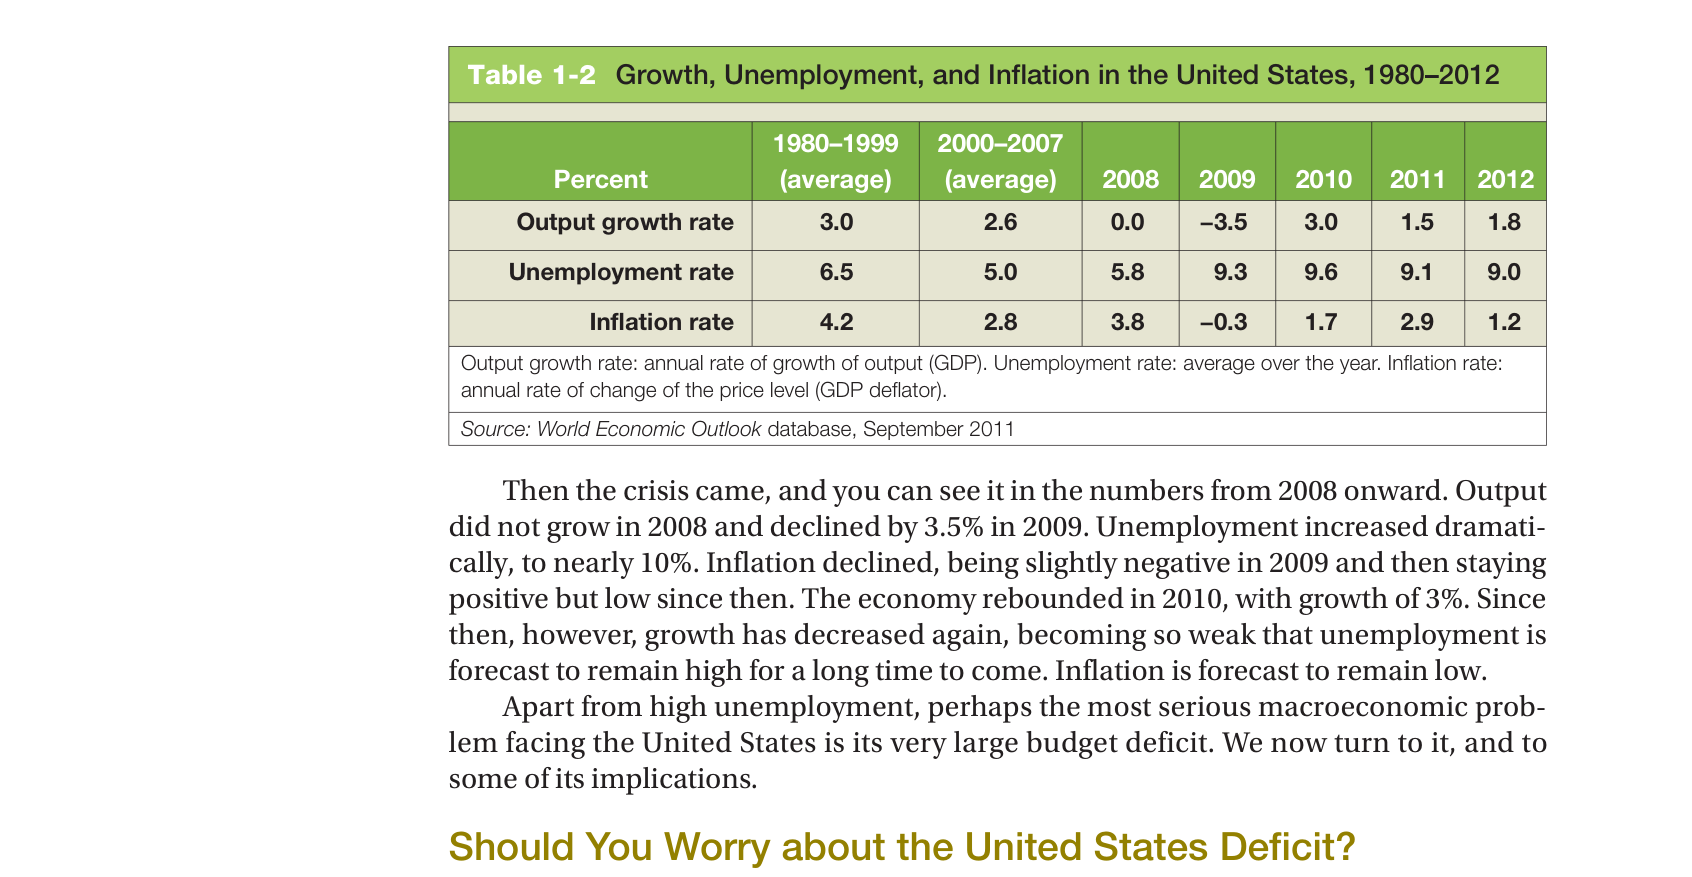 Table 1-2 Growth, Unemployment, and Inflation in the United States, 1980–2012
Percent 1980–1999 (average) 2000–2007 (average) 2008 2009 2010 2011 2012
Output growth rate 3.0 2.6 0.0 –3.5 3.0 1.5 1.8
Unemployment rate 6.5 5.0 5.8 9.3 9.6 9.1 9.0
Inflation rate 4.2 2.8 3.8 –0.3 1.7 2.9 1.2
Output growth rate: annual rate of growth of output (GDP). Unemployment rate: average over the year. Inflation rate:
annual rate of change of the price level (GDP deflator).
Source: World Economic Outlook database, September 2011
Then the crisis came, and you can see it in the numbers from 2008 onward. Output
did not grow in 2008 and declined by 3.5% in 2009. Unemployment increased dramati-
cally, to nearly 10%. Inflation declined, being slightly negative in 2009 and then staying
positive but low since then. The economy rebounded in 2010, with growth of 3%. Since
then, however, growth has decreased again, becoming so weak that unemployment is
forecast to remain high for a long time to come. Inflation is forecast to remain low.
Apart from high unemployment, perhaps the most serious macroeconomic prob-
lem facing the United States is its very large budget deficit. We now turn to it, and to
some of its implications.
Should You Worry about the United States Deficit?